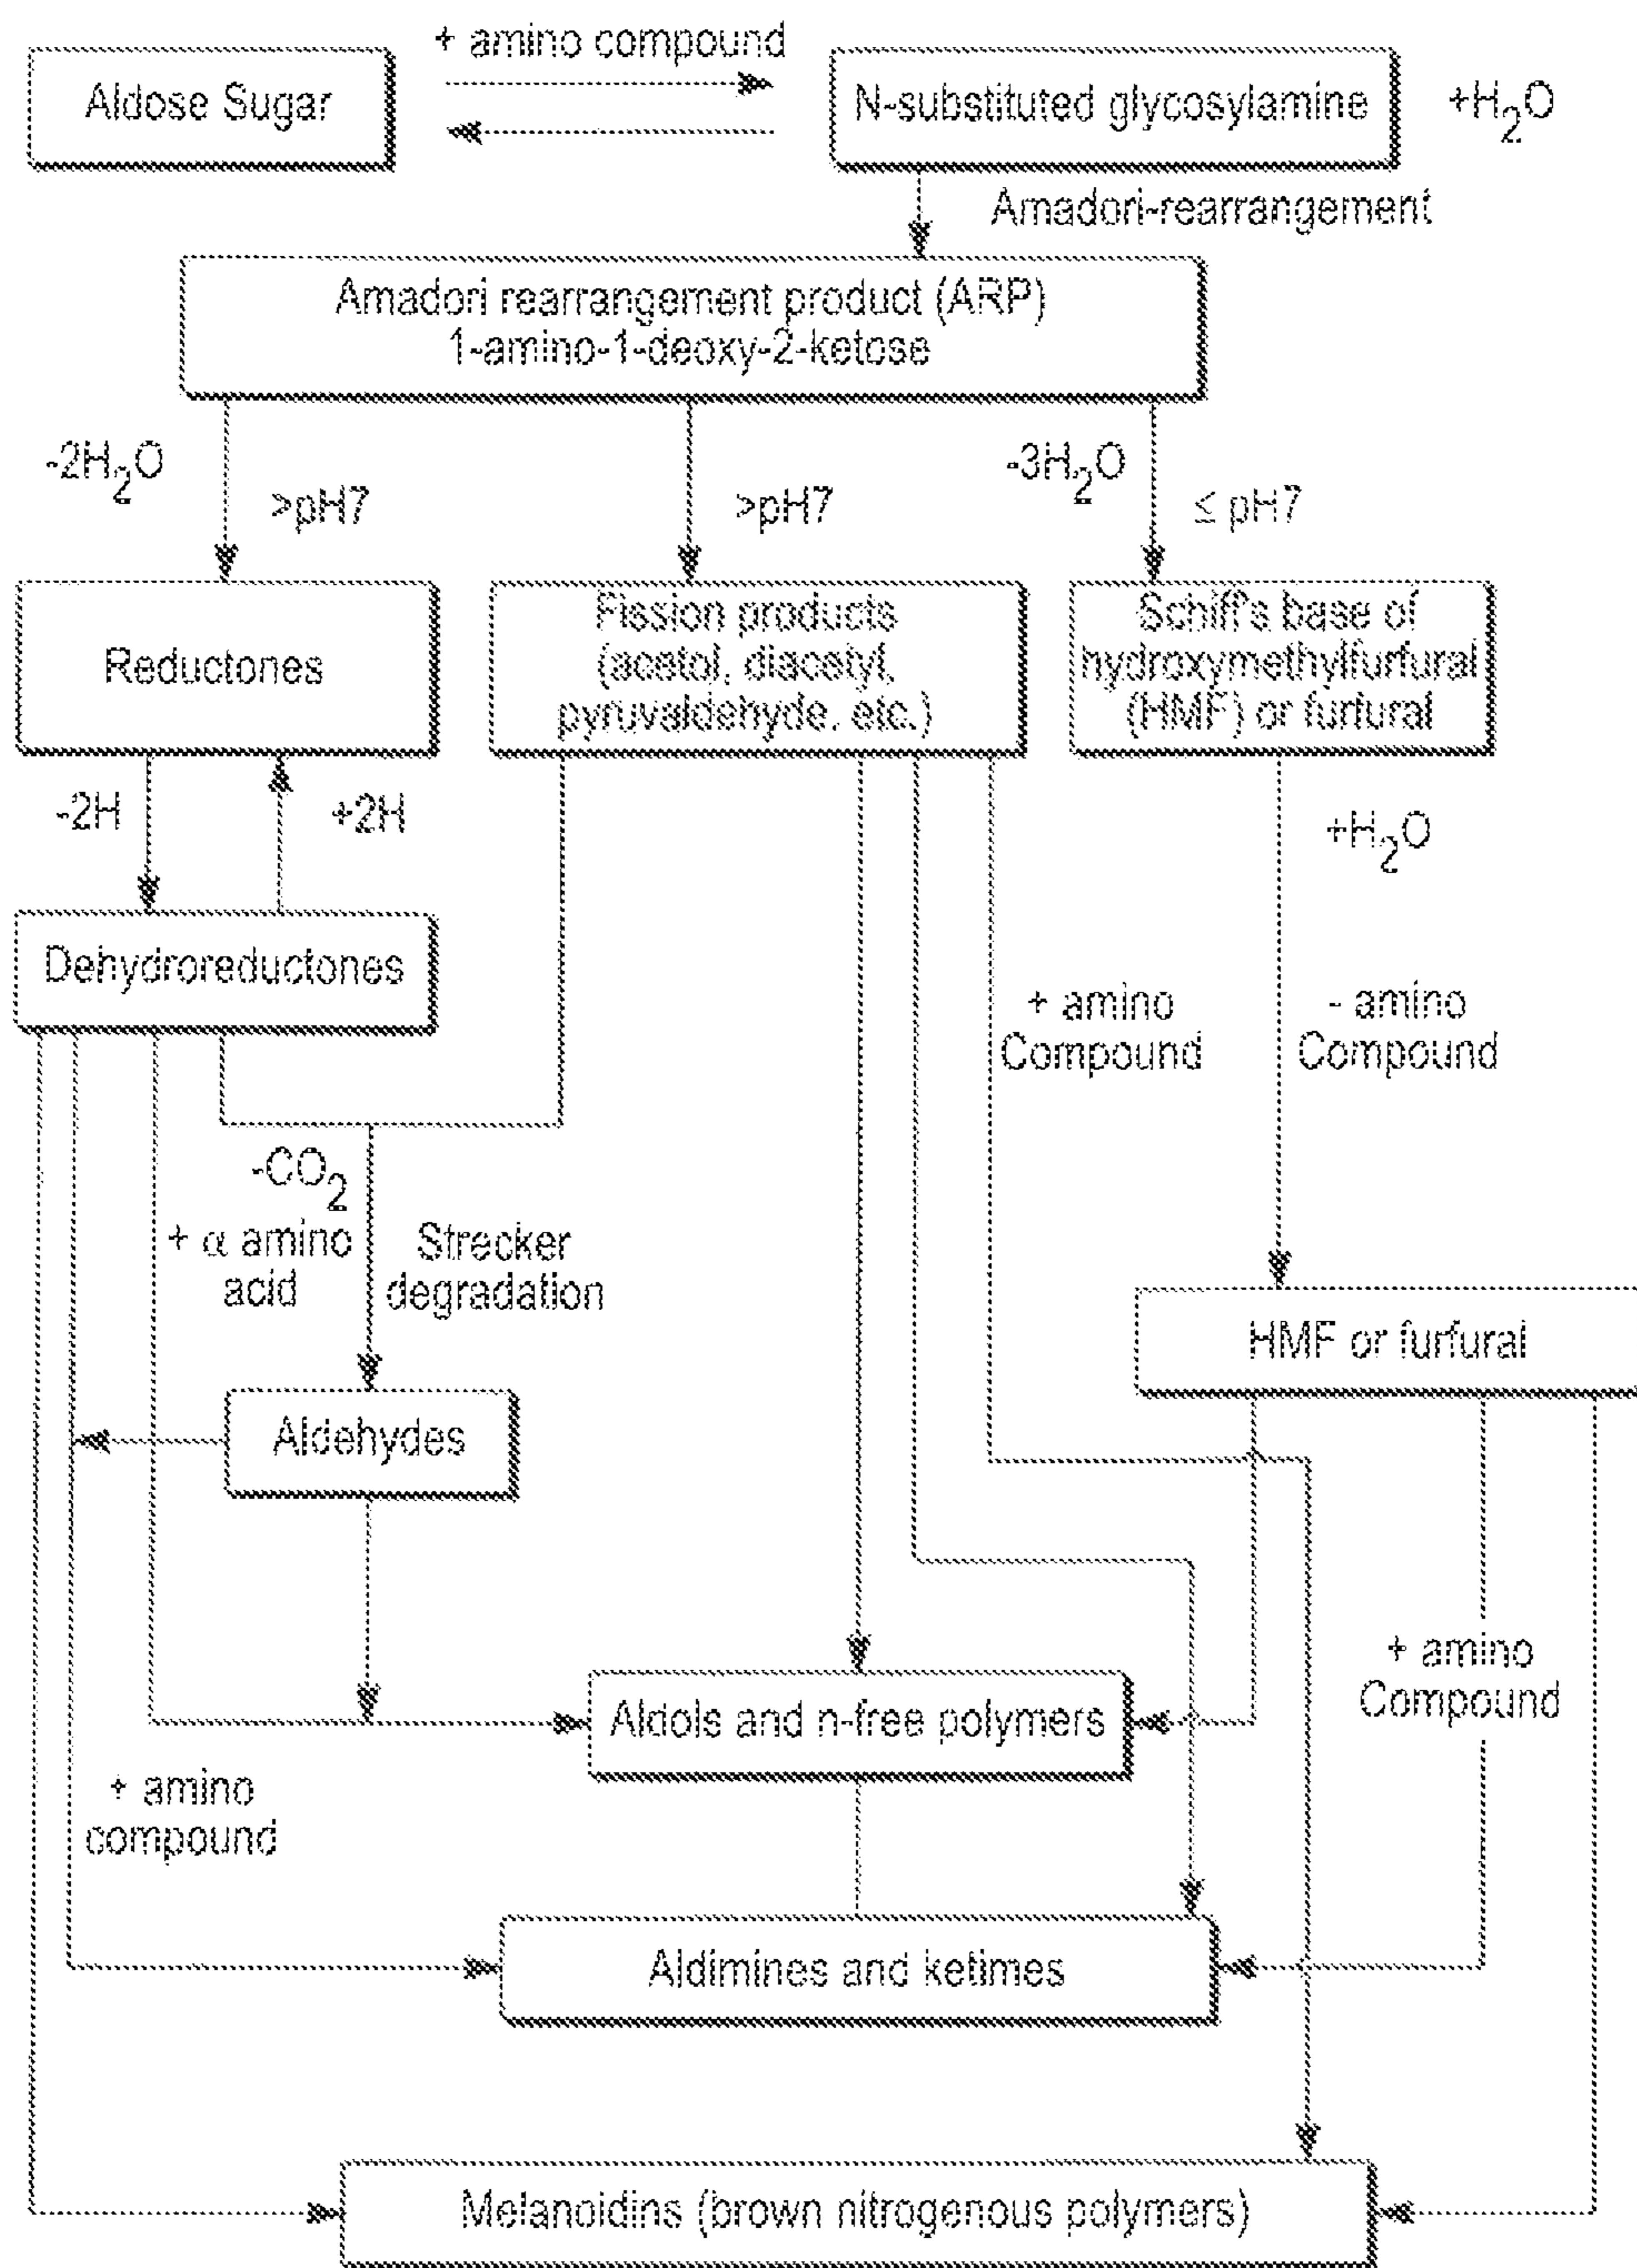 + amino compound
Aldose Sugar
N-substituted glycosylamine
+H2O
Amadori-rearrangement
Amadori rearrangement product (ARP)
1-amino-1-deoxy-2-ketose
-2H2O
>pH7
>pH7
-3H2O
≤ pH7
Reductones
Fission products
(acetol, diacetyl,
pyruvaldehyde, etc.)
Schiff's base of
hydroxymethylfurfural
(HMF) or furfural
-2H
+2H
+H2O
Dehydroreductones
+ amino
Compound
- amino
Compound
-CO2
+ α amino
acid
Strecker
degradation
HMF or furfural
Aldehydes
+ amino
Compound
Aldols and n-free polymers
+ amino
compound
Aldimines and ketimes
Melanoidins (brown nitrogenous polymers)